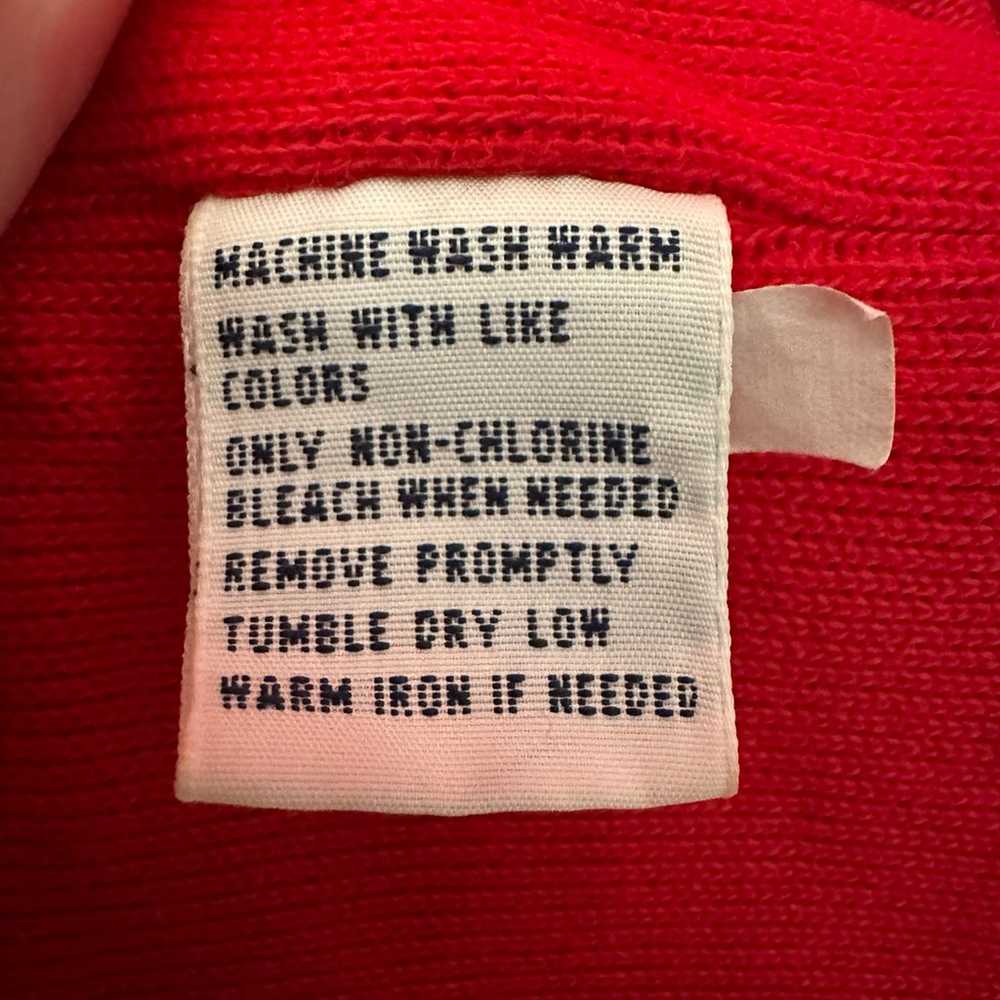 MACHINE WASH WARM
WASH WITH LIKE
COLORS
ONLY NON-CHLORINE
BLEACH WHEN NEEDED
REMOVE PROMPTLY
TUMBLE DRY LOW
WARM IRON IF NEEDED